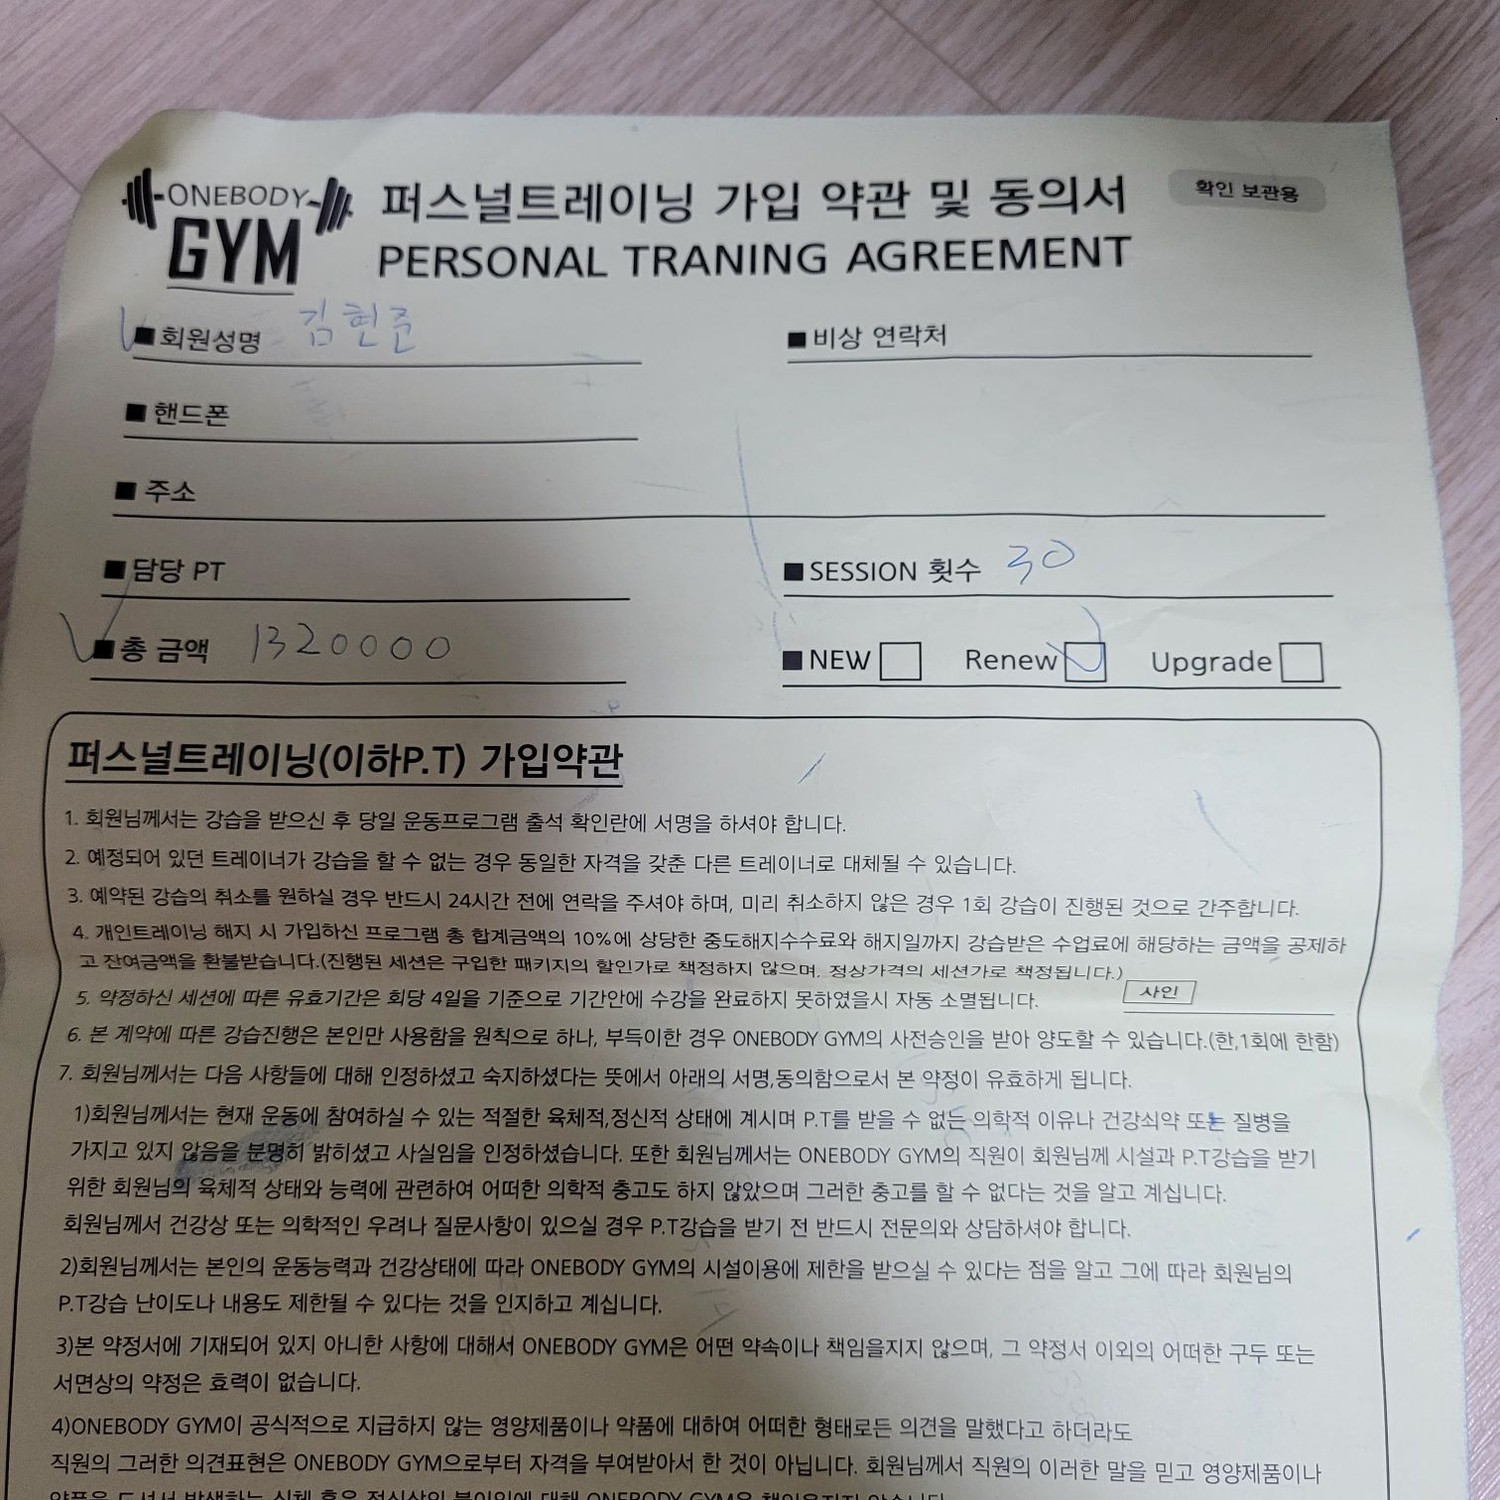 ONEBODY
GYM
퍼스널트레이닝 가입 약관 및 동의서
확인 보관용
PERSONAL TRANING AGREEMENT
■ 회원성명 김현준
■ 비상 연락처
■ 핸드폰
■ 주소
■ 담당 PT
■ SESSION 횟수 30
■ 총 금액 1320000
■ NEW □ Renew □ Upgrade □
퍼스널트레이닝(이하P.T) 가입약관
1. 회원님께서는 강습을 받으신 후 당일 운동프로그램 출석 확인란에 서명을 하셔야 합니다.
2. 예정되어 있던 트레이너가 강습을 할 수 없는 경우 동일한 자격을 갖춘 다른 트레이너로 대체될 수 있습니다.
3. 예약된 강습의 취소를 원하실 경우 반드시 24시간 전에 연락을 주셔야 하며, 미리 취소하지 않은 경우 1회 강습이 진행된 것으로 간주합니다.
4. 개인트레이닝 해지 시 가입하신 프로그램 총 합계금액의 10%에 상당한 중도해지수수료와 해지일까지 강습받은 수업료에 해당하는 금액을 공제하
고 잔여금액을 환불받습니다.(진행된 세션은 구입한 패키지의 할인가로 책정하지 않으며, 정상가격의 세션가로 책정됩니다.)
5. 약정하신 세션에 따른 유효기간은 회당 4일을 기준으로 기간안에 수강을 완료하지 못하였을시 자동 소멸됩니다. 사인
6. 본 계약에 따른 강습진행은 본인만 사용함을 원칙으로 하나, 부득이한 경우 ONEBODY GYM의 사전승인을 받아 양도할 수 있습니다.(한,1회에 한함)
7. 회원님께서는 다음 사항들에 대해 인정하셨고 숙지하셨다는 뜻에서 아래의 서명,동의함으로서 본 약정이 유효하게 됩니다.
1)회원님께서는 현재 운동에 참여하실 수 있는 적절한 육체적,정신적 상태에 계시며 P.T를 받을 수 없는 의학적 이유나 건강쇠약 또는 질병을
가지고 있지 않음을 분명히 밝히셨고 사실임을 인정하셨습니다. 또한 회원님께서는 ONEBODY GYM의 직원이 회원님께 시설과 P.T강습을 받기
위한 회원님의 육체적 상태와 능력에 관련하여 어떠한 의학적 충고도 하지 않았으며 그러한 충고를 할 수 없다는 것을 알고 계십니다.
회원님께서 건강상 또는 의학적인 우려나 질문사항이 있으실 경우 P.T강습을 받기 전 반드시 전문의와 상담하셔야 합니다.
2)회원님께서는 본인의 운동능력과 건강상태에 따라 ONEBODY GYM의 시설이용에 제한을 받으실 수 있다는 점을 알고 그에 따라 회원님의
P.T강습 난이도나 내용도 제한될 수 있다는 것을 인지하고 계십니다.
3)본 약정서에 기재되어 있지 아니한 사항에 대해서 ONEBODY GYM은 어떤 약속이나 책임을지지 않으며, 그 약정서 이외의 어떠한 구두 또는
서면상의 약정은 효력이 없습니다.
4)ONEBODY GYM이 공식적으로 지급하지 않는 영양제품이나 약품에 대하여 어떠한 형태로든 의견을 말했다고 하더라도
직원의 그러한 의견표현은 ONEBODY GYM으로부터 자격을 부여받아서 한 것이 아닙니다. 회원님께서 직원의 이러한 말을 믿고 영양제품이나